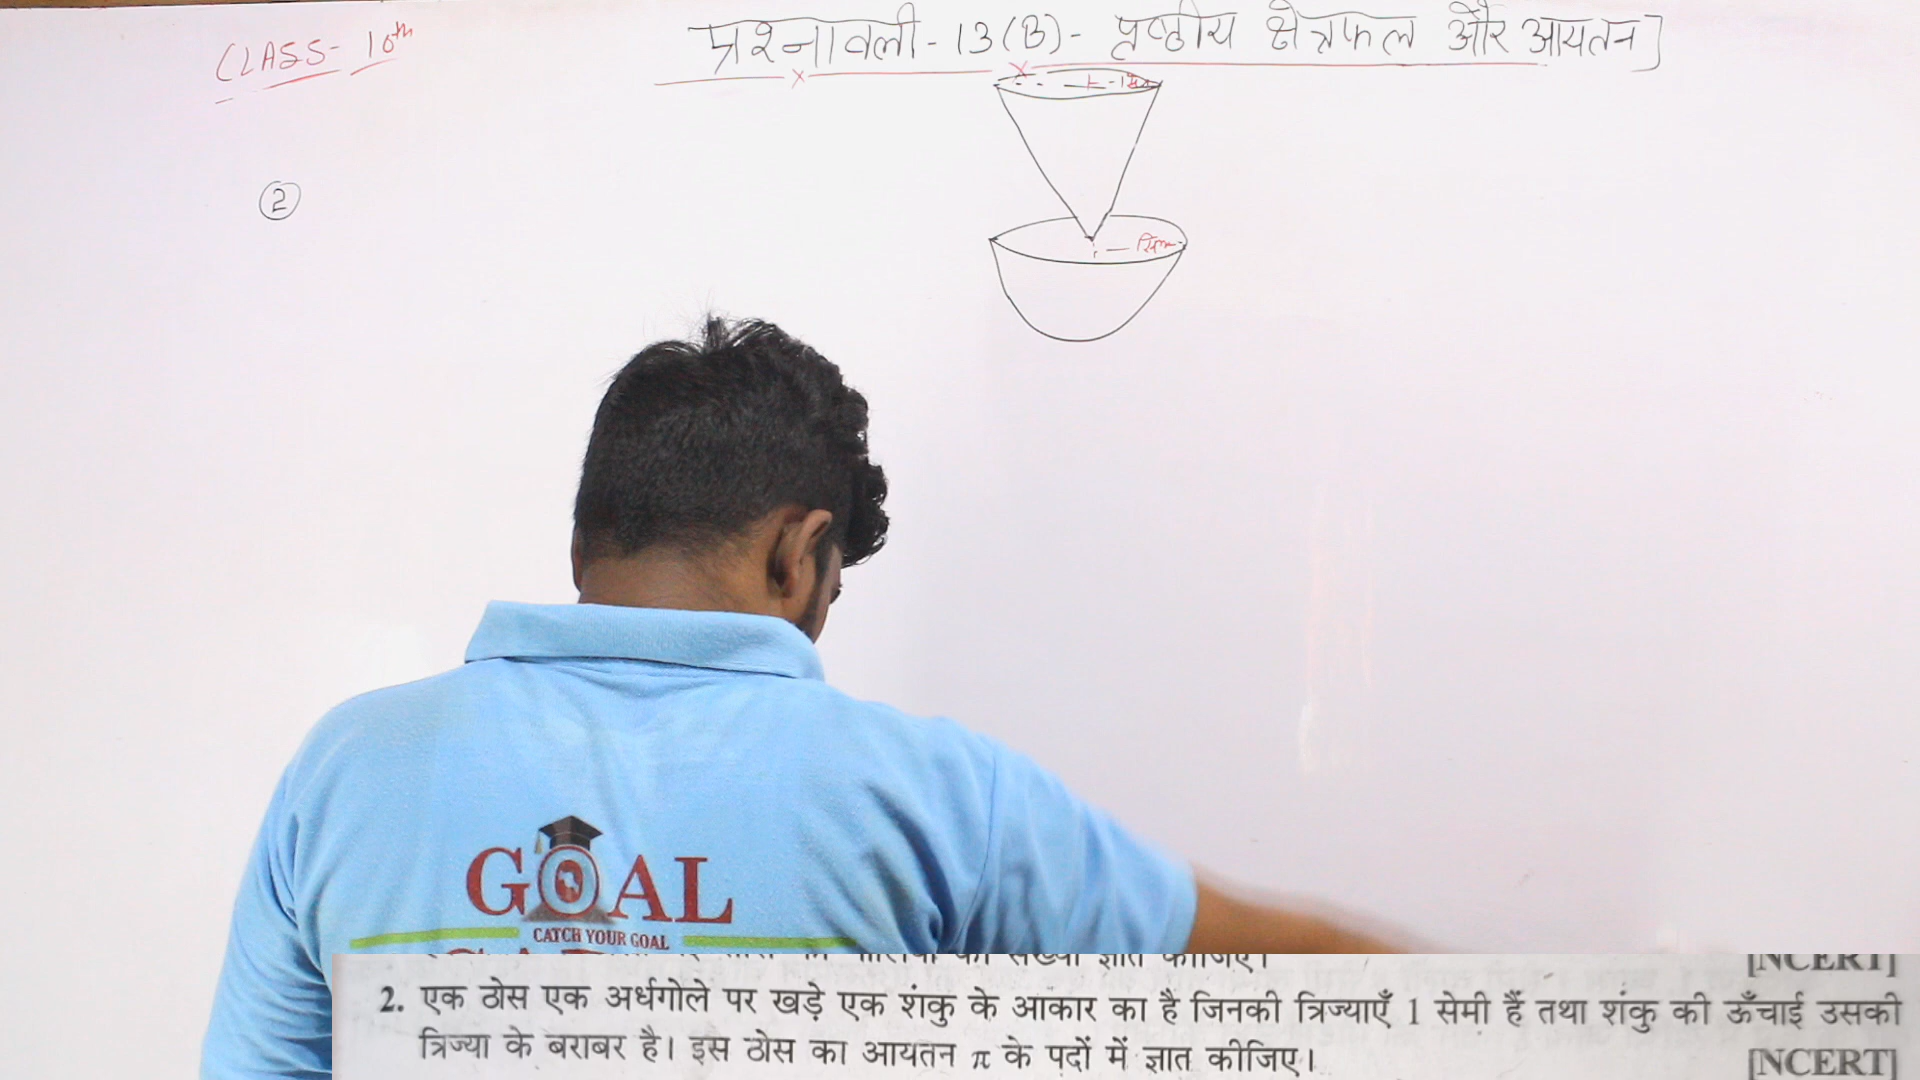 CLASS- 10th
प्रश्नावली - 13 (B) - पृष्ठीय क्षेत्रफल और आयतन]
2
GOAL
CATCH YOUR GOAL
ज्ञात कीजिए। [NCERT]
2. एक ठोस एक अर्धगोले पर खड़े एक शंकु के आकार का है जिनकी त्रिज्याएँ 1 सेमी हैं तथा शंकु की ऊँचाई उसकी
त्रिज्या के बराबर है। इस ठोस का आयतन π के पदों में ज्ञात कीजिए। [NCERT]